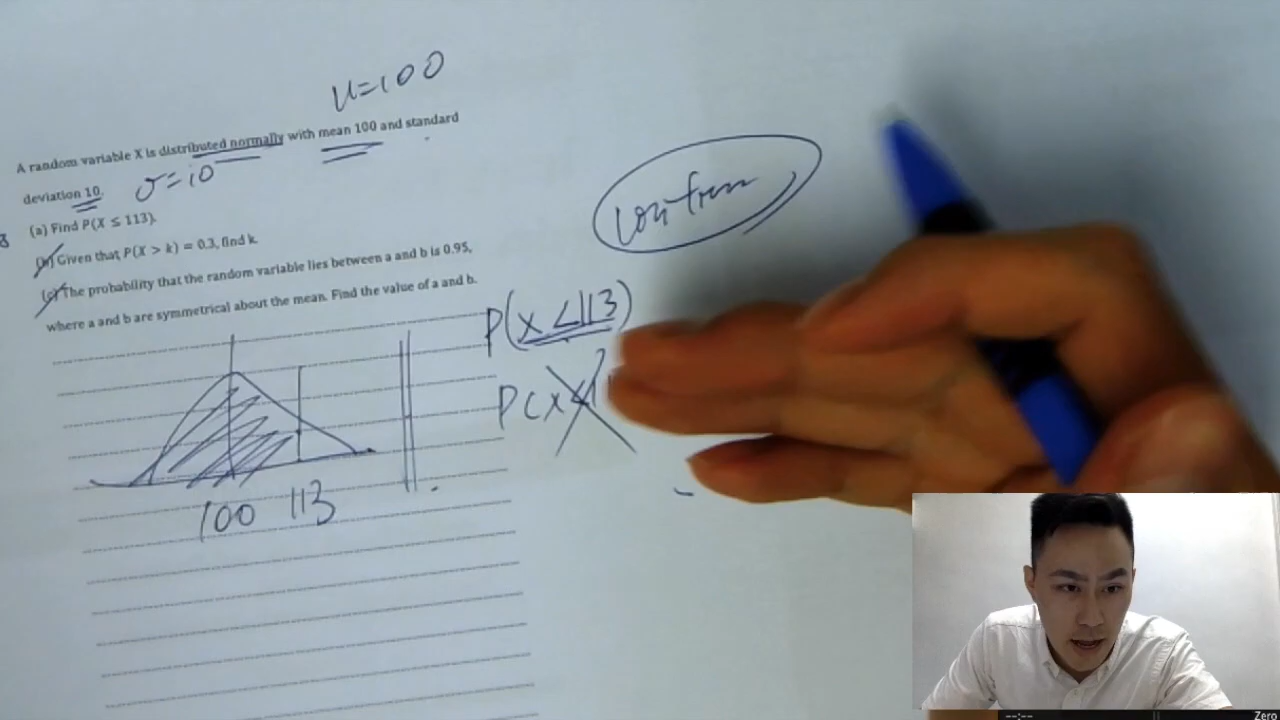 u=100
A random variable X is distributed normally with mean 100 and standard
deviation 10.
σ=10
(a) Find P(X ≤ 113).
(b) Given that P(X > k) = 0.3, find k.
(c) The probability that the random variable lies between a and b is 0.95,
where a and b are symmetrical about the mean. Find the value of a and b.
P(x<113)
P(x
100 113
--:--
Zero